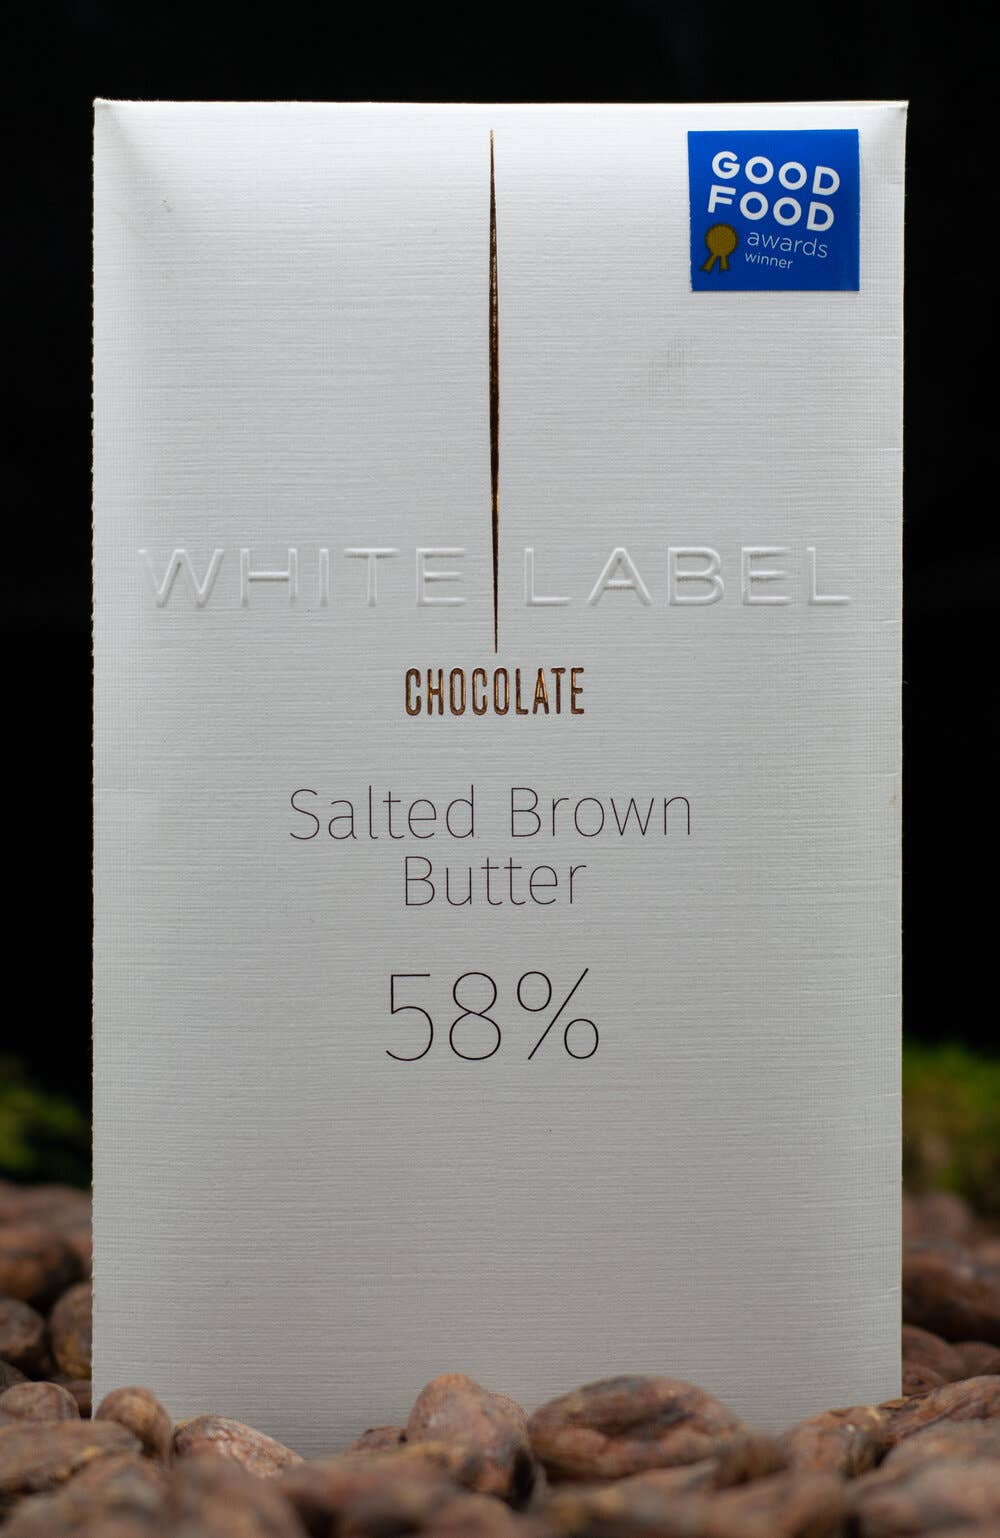 GOOD
FOOD
awards
winner
WHITE LABEL
CHOCOLATE
Salted Brown
Butter
58%